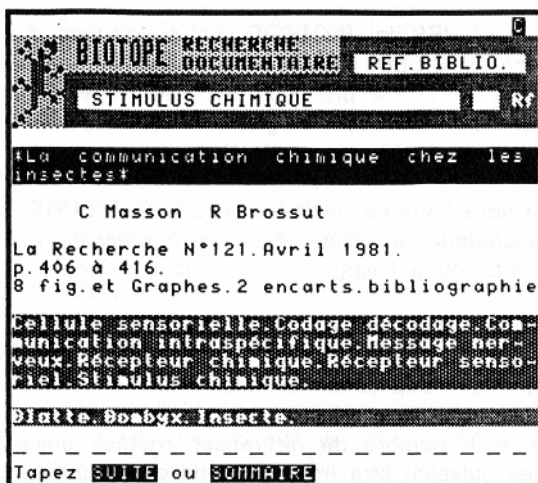 C
BIOTOPE RECHERCHE
DOCUMENTAIRE REF.BIBLIO.
STIMULUS CHIMIQUE / Rf
*La communication chimique chez les
insectes*
C Masson R Brossut
La Recherche N°121.Avril 1981.
p.406 à 416.
8 fig.et Graphes.2 encarts.bibliographie
Cellule sensorielle.Codage décodage.Com-
munication intraspécifique.Message ner-
veux.Récepteur chimique.Récepteur senso-
riel.Stimulus chimique.
Blatte.Bombyx.Insecte.
Tapez SUITE ou SOMMAIRE